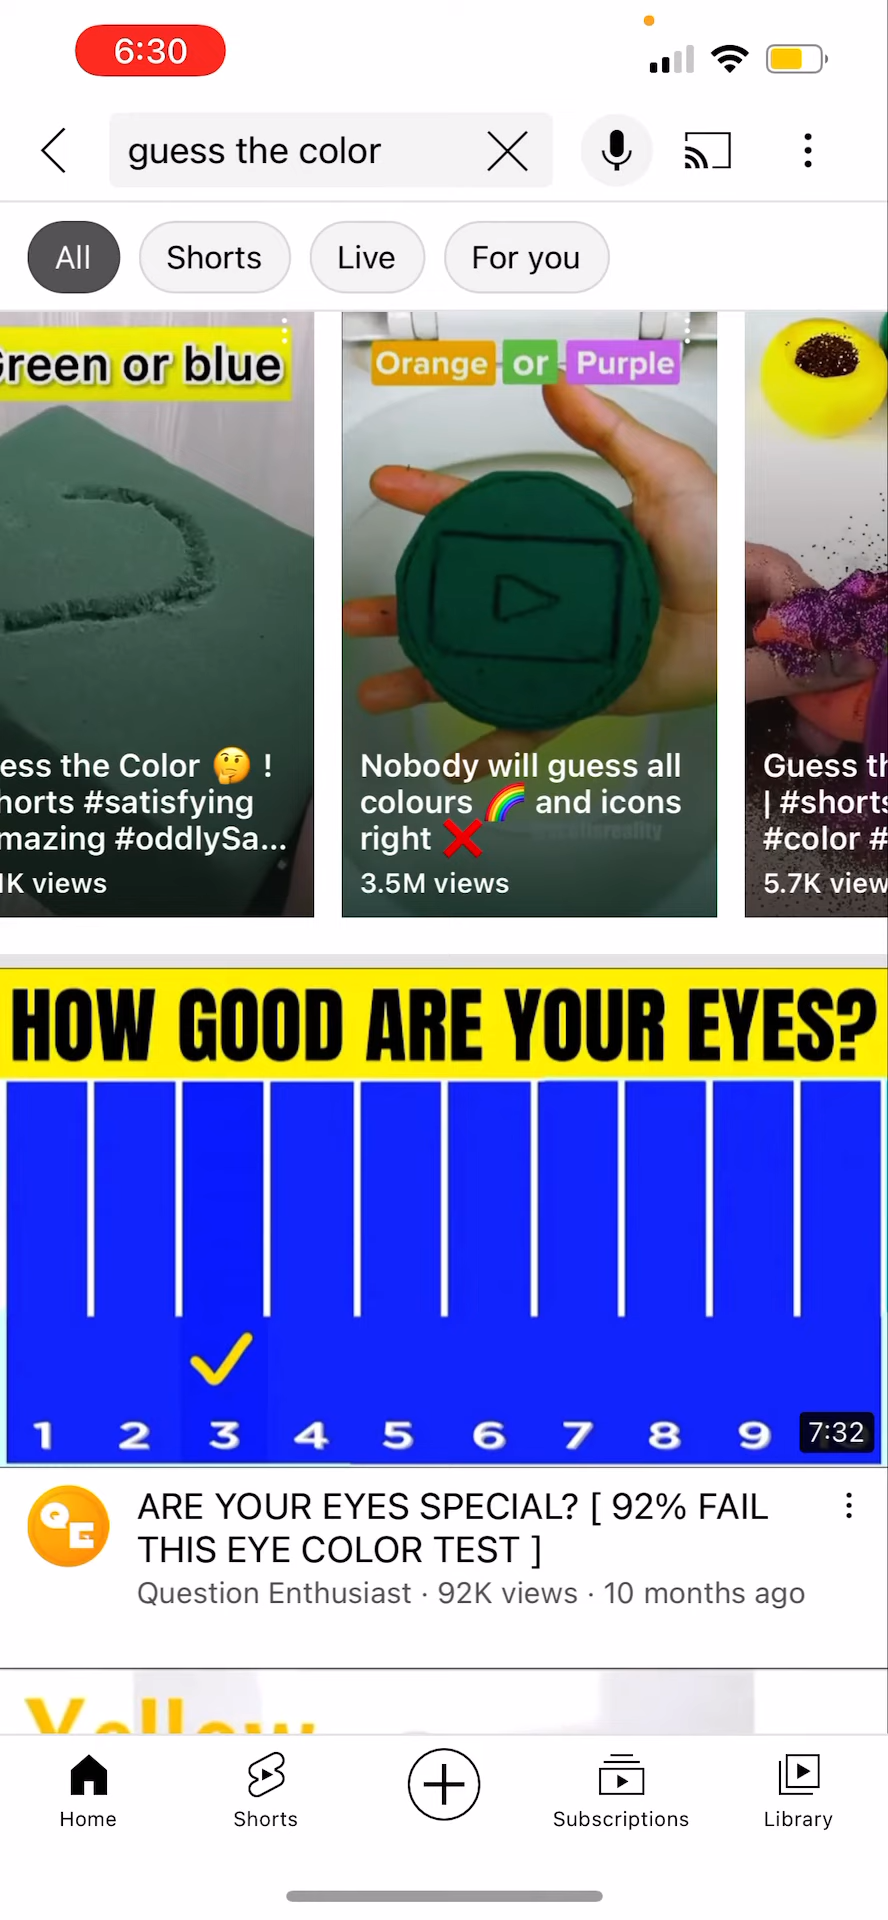 6:30
guess the color
All
Shorts
Live
For you
Green or blue
ess the Color 🤔 !
horts #satisfying
mazing #oddlySa...
1K views
Orange or Purple
Nobody will guess all
colours 🌈 and icons
right ❌
3.5M views
Guess th
| #shorts
#color #
5.7K view
HOW GOOD ARE YOUR EYES?
1 2 3 4 5 6 7 8 9
7:32
QE
ARE YOUR EYES SPECIAL? [ 92% FAIL
THIS EYE COLOR TEST ]
Question Enthusiast · 92K views · 10 months ago
Yellow
Home
Shorts
Subscriptions
Library